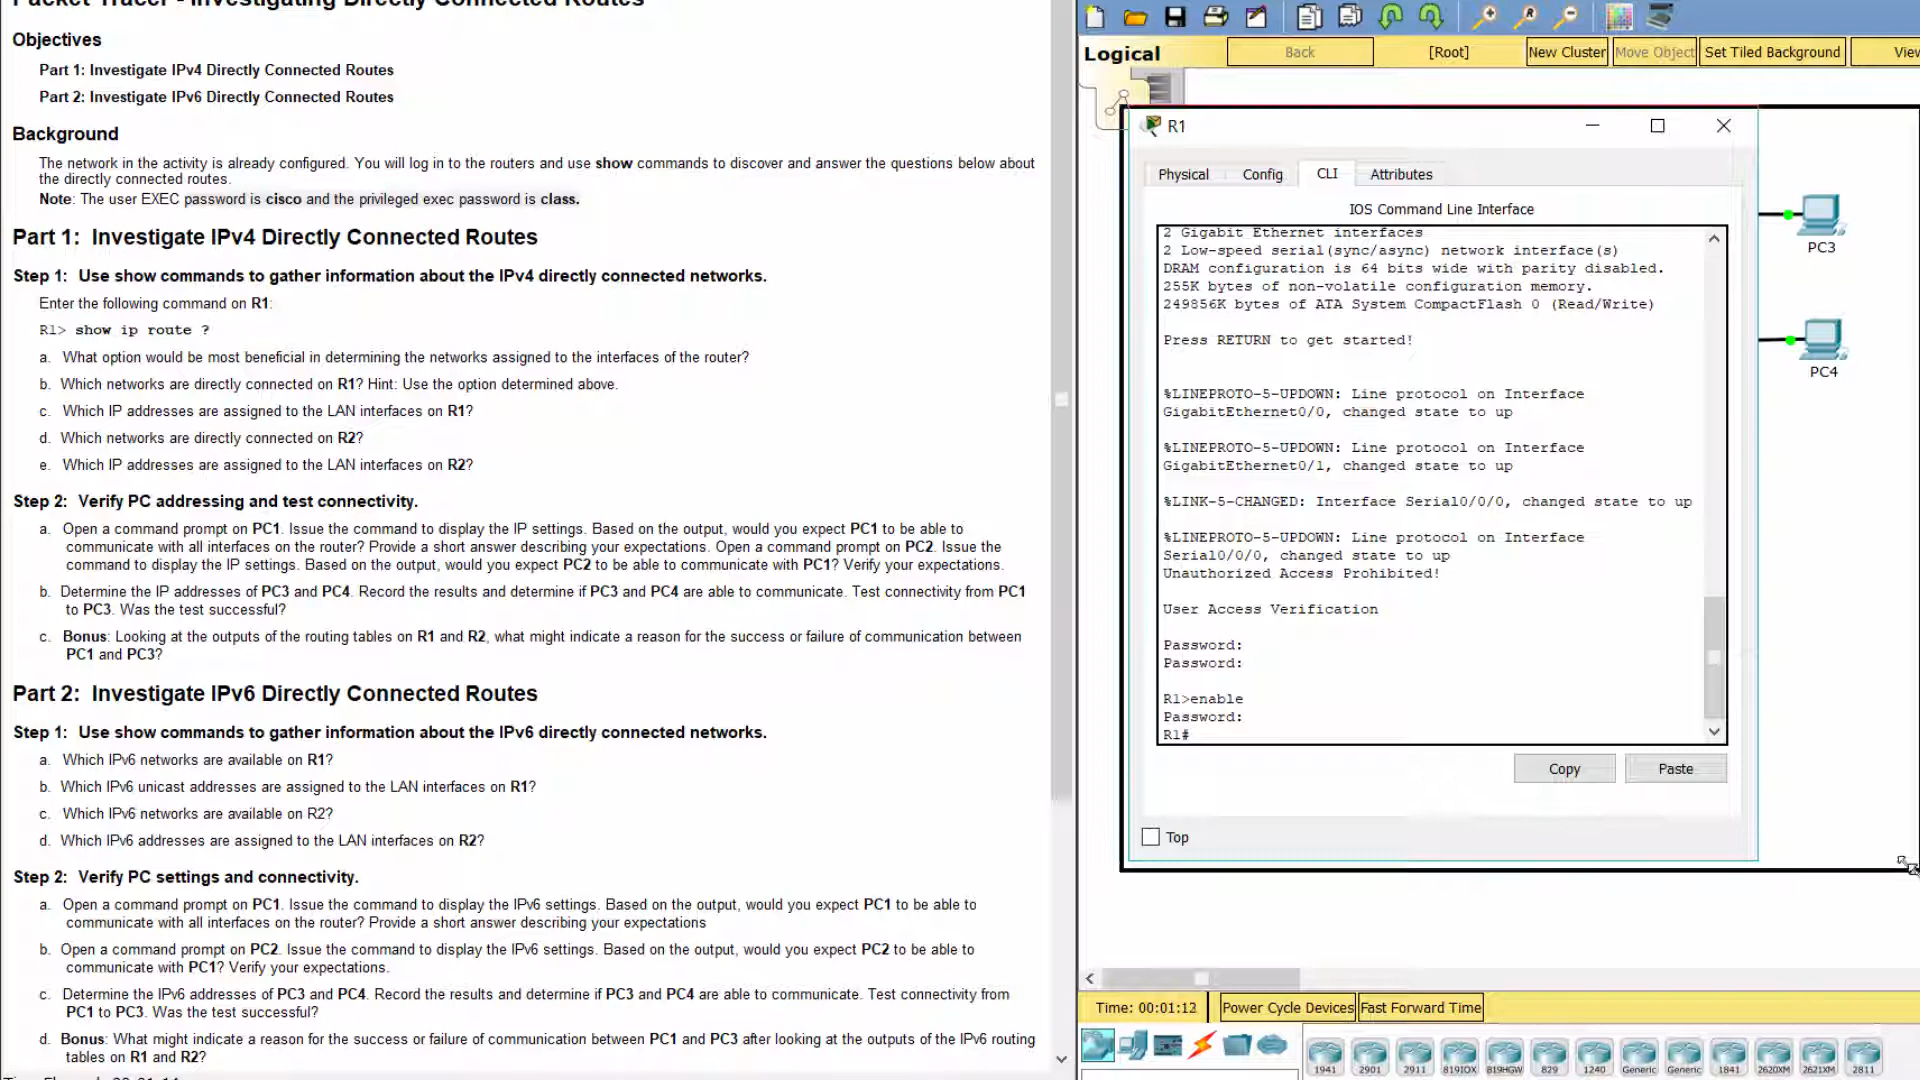 Packet Tracer - Investigating Directly Connected Routes
Objectives
Part 1: Investigate IPv4 Directly Connected Routes
Part 2: Investigate IPv6 Directly Connected Routes
Background
The network in the activity is already configured. You will log in to the routers and use show commands to discover and answer the questions below about
the directly connected routes.
Note: The user EXEC password is cisco and the privileged exec password is class.
Part 1: Investigate IPv4 Directly Connected Routes
Step 1: Use show commands to gather information about the IPv4 directly connected networks.
Enter the following command on R1:
R1> show ip route ?
a. What option would be most beneficial in determining the networks assigned to the interfaces of the router?
b. Which networks are directly connected on R1? Hint: Use the option determined above.
c. Which IP addresses are assigned to the LAN interfaces on R1?
d. Which networks are directly connected on R2?
e. Which IP addresses are assigned to the LAN interfaces on R2?
Step 2: Verify PC addressing and test connectivity.
a. Open a command prompt on PC1. Issue the command to display the IP settings. Based on the output, would you expect PC1 to be able to
communicate with all interfaces on the router? Provide a short answer describing your expectations. Open a command prompt on PC2. Issue the
command to display the IP settings. Based on the output, would you expect PC2 to be able to communicate with PC1? Verify your expectations.
b. Determine the IP addresses of PC3 and PC4. Record the results and determine if PC3 and PC4 are able to communicate. Test connectivity from PC1
to PC3. Was the test successful?
c. Bonus: Looking at the outputs of the routing tables on R1 and R2, what might indicate a reason for the success or failure of communication between
PC1 and PC3?
Part 2: Investigate IPv6 Directly Connected Routes
Step 1: Use show commands to gather information about the IPv6 directly connected networks.
a. Which IPv6 networks are available on R1?
b. Which IPv6 unicast addresses are assigned to the LAN interfaces on R1?
c. Which IPv6 networks are available on R2?
d. Which IPv6 addresses are assigned to the LAN interfaces on R2?
Step 2: Verify PC settings and connectivity.
a. Open a command prompt on PC1. Issue the command to display the IPv6 settings. Based on the output, would you expect PC1 to be able to
communicate with all interfaces on the router? Provide a short answer describing your expectations
b. Open a command prompt on PC2. Issue the command to display the IPv6 settings. Based on the output, would you expect PC2 to be able to
communicate with PC1? Verify your expectations.
c. Determine the IPv6 addresses of PC3 and PC4. Record the results and determine if PC3 and PC4 are able to communicate. Test connectivity from
PC1 to PC3. Was the test successful?
d. Bonus: What might indicate a reason for the success or failure of communication between PC1 and PC3 after looking at the outputs of the IPv6 routing
tables on R1 and R2?
Logical
Back
[Root]
New Cluster
Move Object
Set Tiled Background
View
R1
Physical Config CLI Attributes
IOS Command Line Interface
2 Gigabit Ethernet interfaces
2 Low-speed serial(sync/async) network interface(s)
DRAM configuration is 64 bits wide with parity disabled.
255K bytes of non-volatile configuration memory.
249856K bytes of ATA System CompactFlash 0 (Read/Write)
Press RETURN to get started!
%LINEPROTO-5-UPDOWN: Line protocol on Interface
GigabitEthernet0/0, changed state to up
%LINEPROTO-5-UPDOWN: Line protocol on Interface
GigabitEthernet0/1, changed state to up
%LINK-5-CHANGED: Interface Serial0/0/0, changed state to up
%LINEPROTO-5-UPDOWN: Line protocol on Interface
Serial0/0/0, changed state to up
Unauthorized Access Prohibited!
User Access Verification
Password:
Password:
R1>enable
Password:
R1#
Copy
Paste
Top
PC3
PC4
Time: 00:01:12
Power Cycle Devices
Fast Forward Time
1941 2901 2911 819IOX 819HGW 829 1240 Generic Generic 1841 2620XM 2621XM 2811